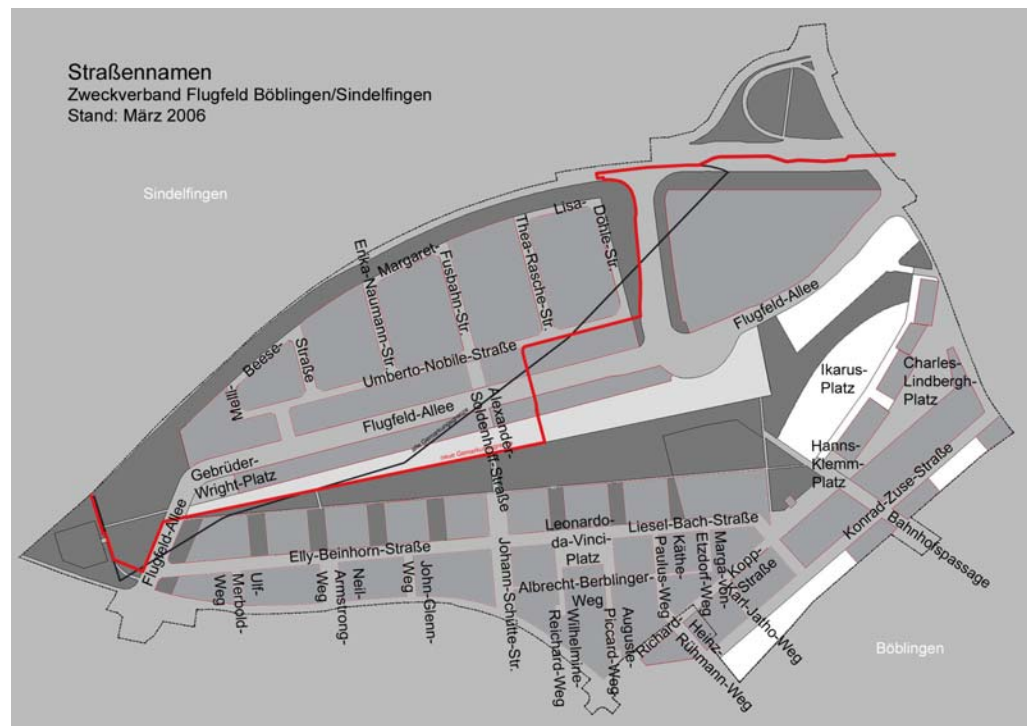 Straßennamen
Zweckverband Flugfeld Böblingen/Sindelfingen
Stand: März 2006
Sindelfingen
Lisa-
Döhle-Str.
Thea-Rasche-Str.
Margaret-
Fusbahn-Str.
Erika-Naumann-Str.
Beese-
Straße
Melli-
Umberto-Nobile-Straße
Flugfeld-Allee
Flugfeld-Allee
Ikarus-
Platz
Charles-
Lindbergh-
Platz
Alexander-
Soldenhoff-Straße
alte Gemarkungsgrenze
Gebrüder-
Wright-Platz
Hanns-
Klemm-
Platz
Konrad-Zuse-Straße
Bahnhofspassage
Flugfeld-Allee
Elly-Beinhorn-Straße
Leonardo-
da-Vinci-
Platz
Liesel-Bach-Straße
Ulf-
Merbold-
Weg
Neil-
Armstrong-
Weg
John-Glenn-
Weg
Johann-Schütte-Str.
Albrecht-Berblinger-
Weg
Wilhelmine-
Reichard-Weg
Auguste-
Piccard-Weg
Käthe-
Paulus-Weg
Marga-von-
Etzdorf-Weg
Kopp-
Straße
Karl-Jatho-Weg
Richard-
Heinz-
Rühmann-Weg
Böblingen